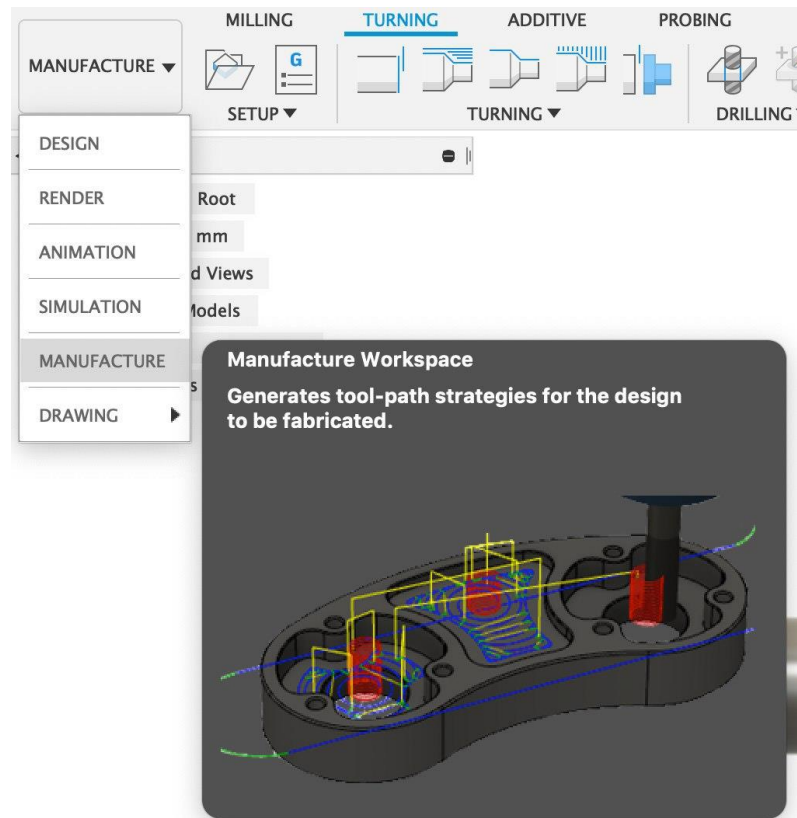 MILLING TURNING ADDITIVE PROBING
MANUFACTURE
G
SETUP TURNING DRILLING
DESIGN
RENDER
Root
mm
ANIMATION
d Views
SIMULATION
Models
MANUFACTURE
s
DRAWING
Manufacture Workspace
Generates tool-path strategies for the design
to be fabricated.